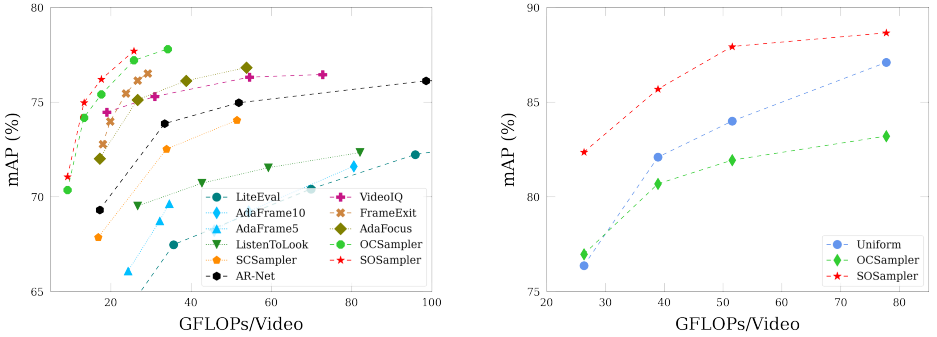 80
75
70
65
mAP (%)
20
40
60
80
100
GFLOPs/Video
LiteEval
AdaFrame10
AdaFrame5
ListenToLook
SCSampler
AR-Net
VideoIQ
FrameExit
AdaFocus
OCSampler
SOSampler
90
85
80
75
mAP (%)
20
30
40
50
60
70
80
GFLOPs/Video
Uniform
OCSampler
SOSampler